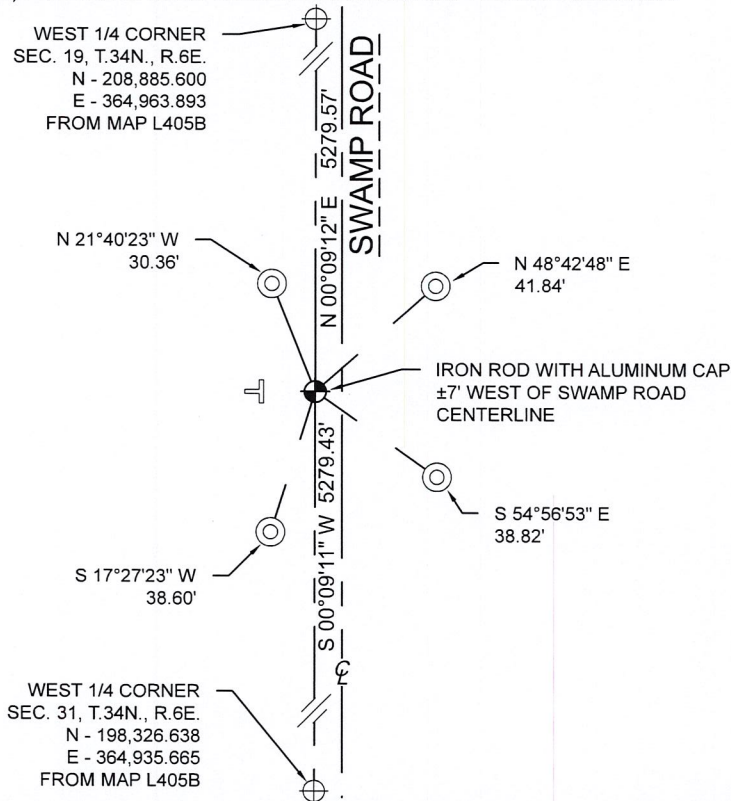 WEST 1/4 CORNER
SEC. 19, T.34N., R.6E.
N - 208,885.600
E - 364,963.893
FROM MAP L405B
5279.57'
N 00°09'12" E
SWAMP ROAD
N 21°40'23" W
30.36'
N 48°42'48" E
41.84'
IRON ROD WITH ALUMINUM CAP
±7' WEST OF SWAMP ROAD
CENTERLINE
S 00°09'11" W 5279.43'
S 54°56'53" E
38.82'
S 17°27'23" W
38.60'
℄
WEST 1/4 CORNER
SEC. 31, T.34N., R.6E.
N - 198,326.638
E - 364,935.665
FROM MAP L405B